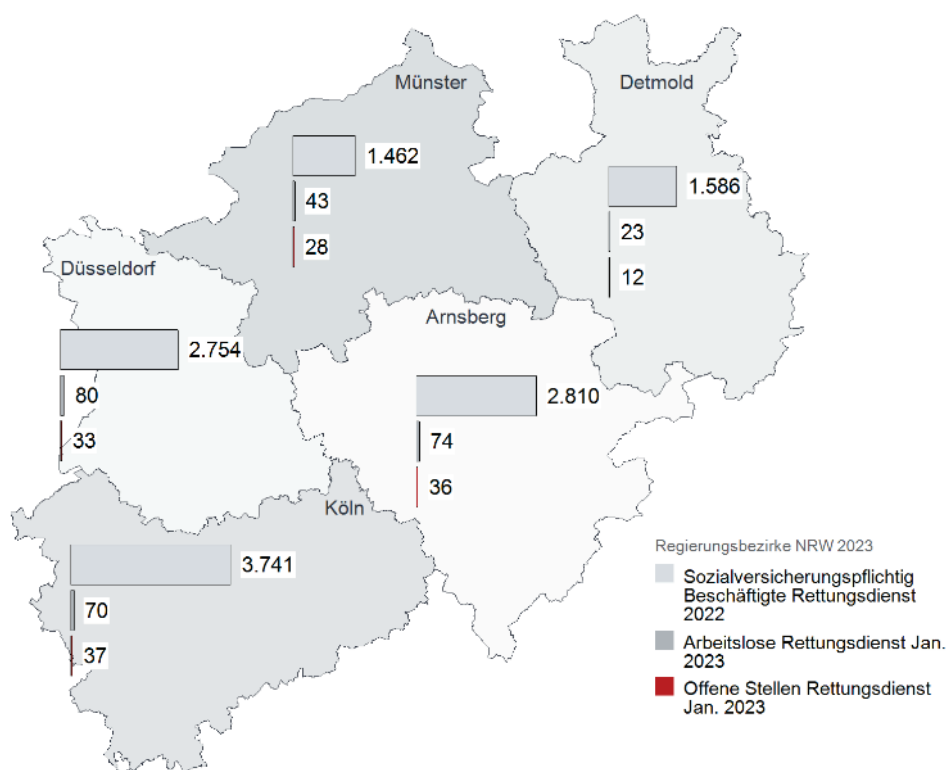 Münster
1.462
43
28
Detmold
1.586
23
12
Düsseldorf
2.754
80
33
Arnsberg
2.810
74
36
Köln
3.741
70
37
Regierungsbezirke NRW 2023
Sozialversicherungspflichtig
Beschäftigte Rettungsdienst
2022
Arbeitslose Rettungsdienst Jan.
2023
Offene Stellen Rettungsdienst
Jan. 2023